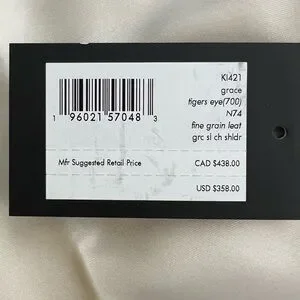 KI421
grace
tigers eye(700)
N74
fine grain leat
grc sl ch shldr
1 96021 57048 3
Mfr Suggested Retail Price
CAD $438.00
USD $358.00